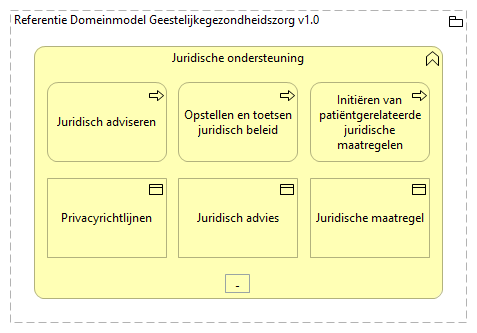 Referentie Domeinmodel Geestelijkegezondheidszorg v1.0
Juridische ondersteuning
Juridisch adviseren
Opstellen en toetsen
juridisch beleid
Initiëren van
patiëntgerelateerde
juridische
maatregelen
Privacyrichtlijnen
Juridisch advies
Juridische maatregel
-